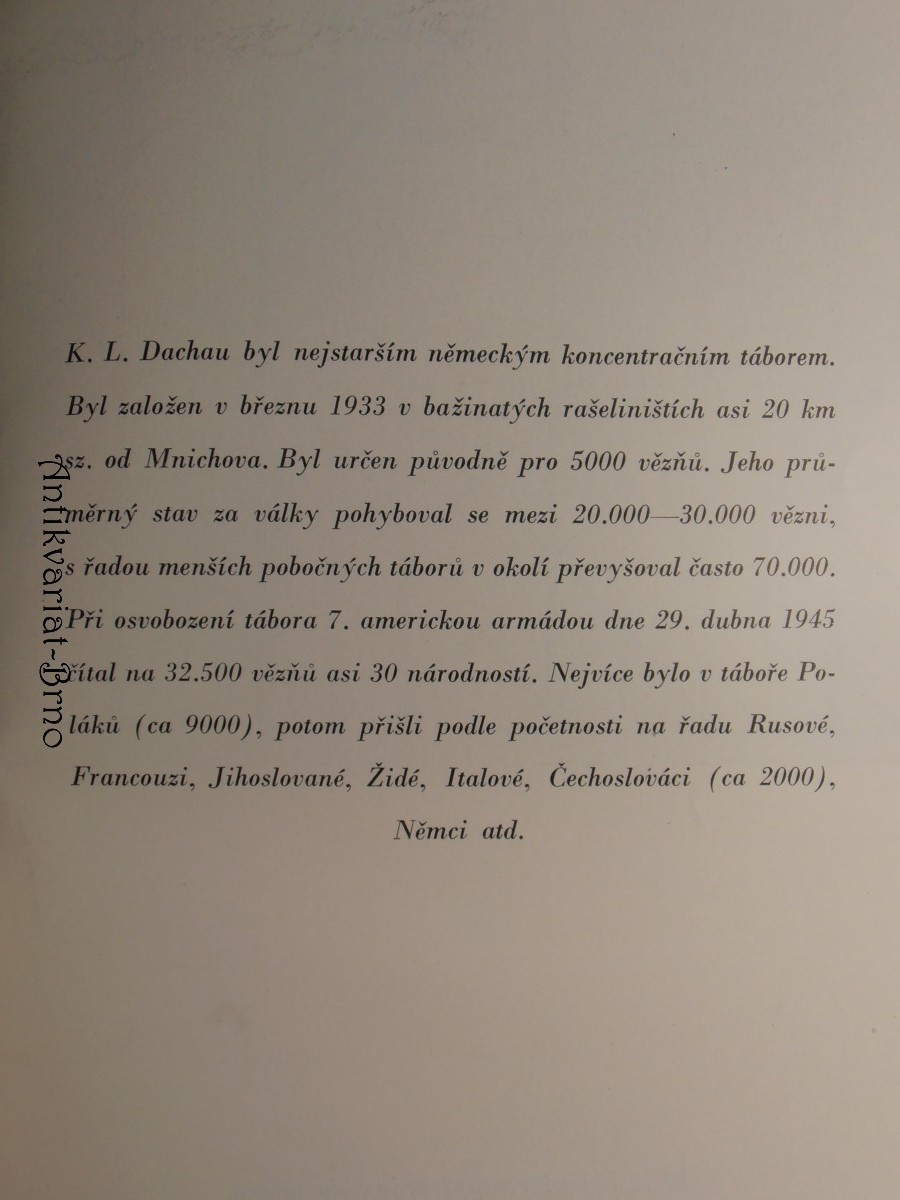 K. L. Dachau byl nejstarším německým koncentračním táborem.
Byl založen v březnu 1933 v bažinatých rašeliništích asi 20 km
sz. od Mnichova. Byl určen původně pro 5000 vězňů. Jeho prů-
měrný stav za války pohyboval se mezi 20.000—30.000 vězni,
s řadou menších pobočných táborů v okolí převyšoval často 70.000.
Při osvobození tábora 7. americkou armádou dne 29. dubna 1945
čítal na 32.500 vězňů asi 30 národností. Nejvíce bylo v táboře Po-
láků (ca 9000), potom přišli podle početnosti na řadu Rusové,
Francouzi, Jihoslované, Židé, Italové, Čechoslováci (ca 2000),
Němci atd.
Antikvariat-Brno